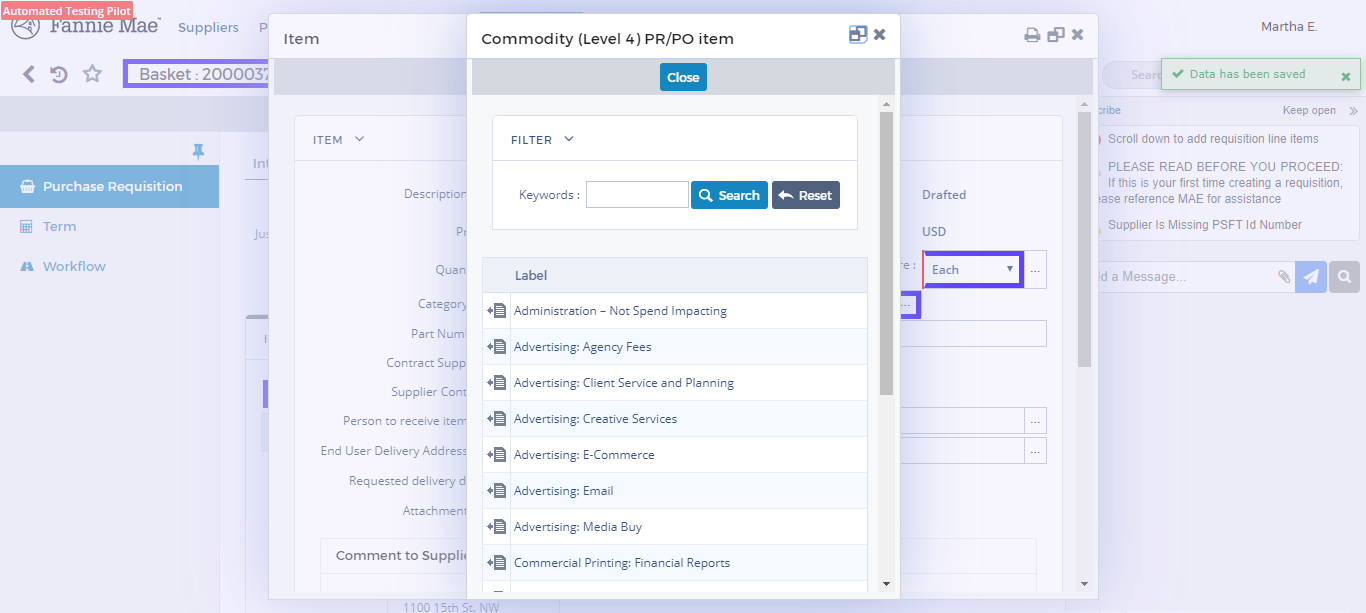 Automated Testing Pilot
Fannie Mae™
Suppliers
Martha E.
Basket : 2000037
Data has been saved
Keep open
Scroll down to add requisition line items
PLEASE READ BEFORE YOU PROCEED:
If this is your first time creating a requisition,
ease reference MAE for assistance
Supplier Is Missing PSFT Id Number
d a Message...
Purchase Requisition
Term
Workflow
Item
ITEM
Description
Quan
Category
Part Num
Contract Supp
Supplier Cont
Person to receive item
End User Delivery Address
Requested delivery d
Attachment
Comment to Supplie
1100 15th St. NW
Drafted
USD
re :
Each
...
...
...
...
Commodity (Level 4) PR/PO item
Close
FILTER
Keywords :
Search
Reset
Label
Administration – Not Spend Impacting
Advertising: Agency Fees
Advertising: Client Service and Planning
Advertising: Creative Services
Advertising: E-Commerce
Advertising: Email
Advertising: Media Buy
Commercial Printing: Financial Reports